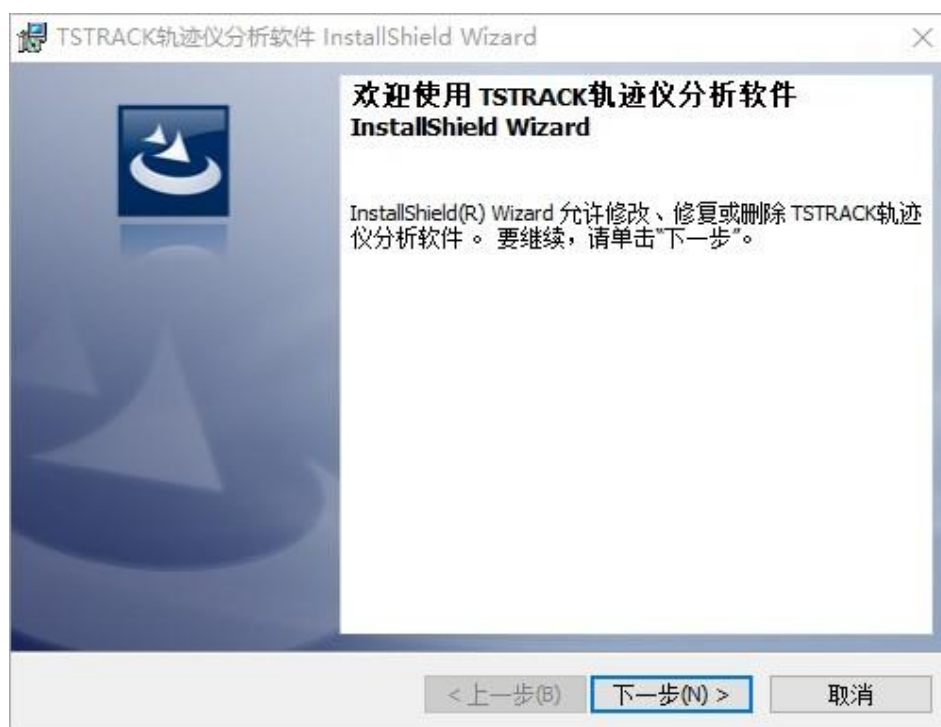 TSTRACK轨迹仪分析软件 InstallShield Wizard
欢迎使用 TSTRACK轨迹仪分析软件
InstallShield Wizard
InstallShield(R) Wizard 允许修改、修复或删除 TSTRACK轨迹
仪分析软件 。 要继续，请单击"下一步"。
< 上一步(B)
下一步(N) >
取消